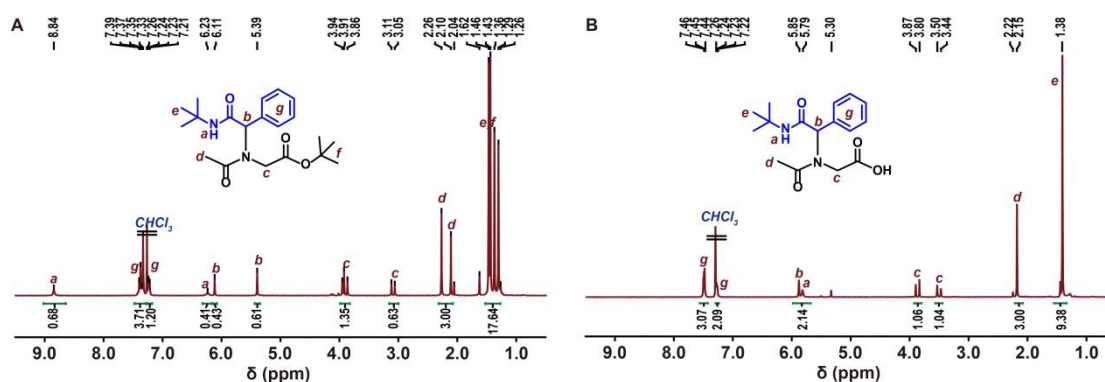 A
8.84
7.39
7.37
7.35
7.33
7.26
7.24
7.23
7.21
6.23
6.11
5.39
3.94
3.91
3.86
3.11
3.05
2.26
2.10
2.04
1.62
1.46
1.43
1.36
1.30
1.29
1.26
e
O
g
b
N
H
a
d
N
O
c
O
O
f
CHCl3
a
g
g
a
b
b
c
c
d
d
e
f
0.68
3.71
1.20
0.41
0.43
0.61
1.35
0.63
3.00
17.64
9.0
8.0
7.0
6.0
5.0
4.0
3.0
2.0
1.0
δ (ppm)
B
7.46
7.45
7.44
7.26
7.24
7.23
7.22
5.85
5.79
5.30
3.87
3.80
3.50
3.44
2.22
2.15
1.38
e
O
g
b
N
H
a
d
N
O
c
O
OH
CHCl3
g
g
b
a
c
c
d
e
3.07
2.09
2.14
1.06
1.04
3.00
9.38
9.0
8.0
7.0
6.0
5.0
4.0
3.0
2.0
1.0
δ (ppm)